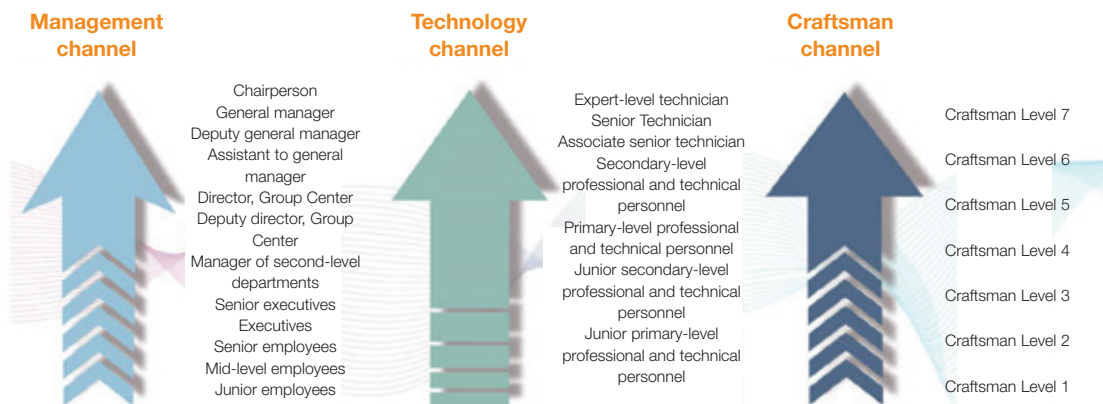 Management
channel
Chairperson
General manager
Deputy general manager
Assistant to general
manager
Director, Group Center
Deputy director, Group
Center
Manager of second-level
departments
Senior executives
Executives
Senior employees
Mid-level employees
Junior employees
Technology
channel
Expert-level technician
Senior Technician
Associate senior technician
Secondary-level
professional and technical
personnel
Primary-level professional
and technical personnel
Junior secondary-level
professional and technical
personnel
Junior primary-level
professional and technical
personnel
Craftsman
channel
Craftsman Level 7
Craftsman Level 6
Craftsman Level 5
Craftsman Level 4
Craftsman Level 3
Craftsman Level 2
Craftsman Level 1